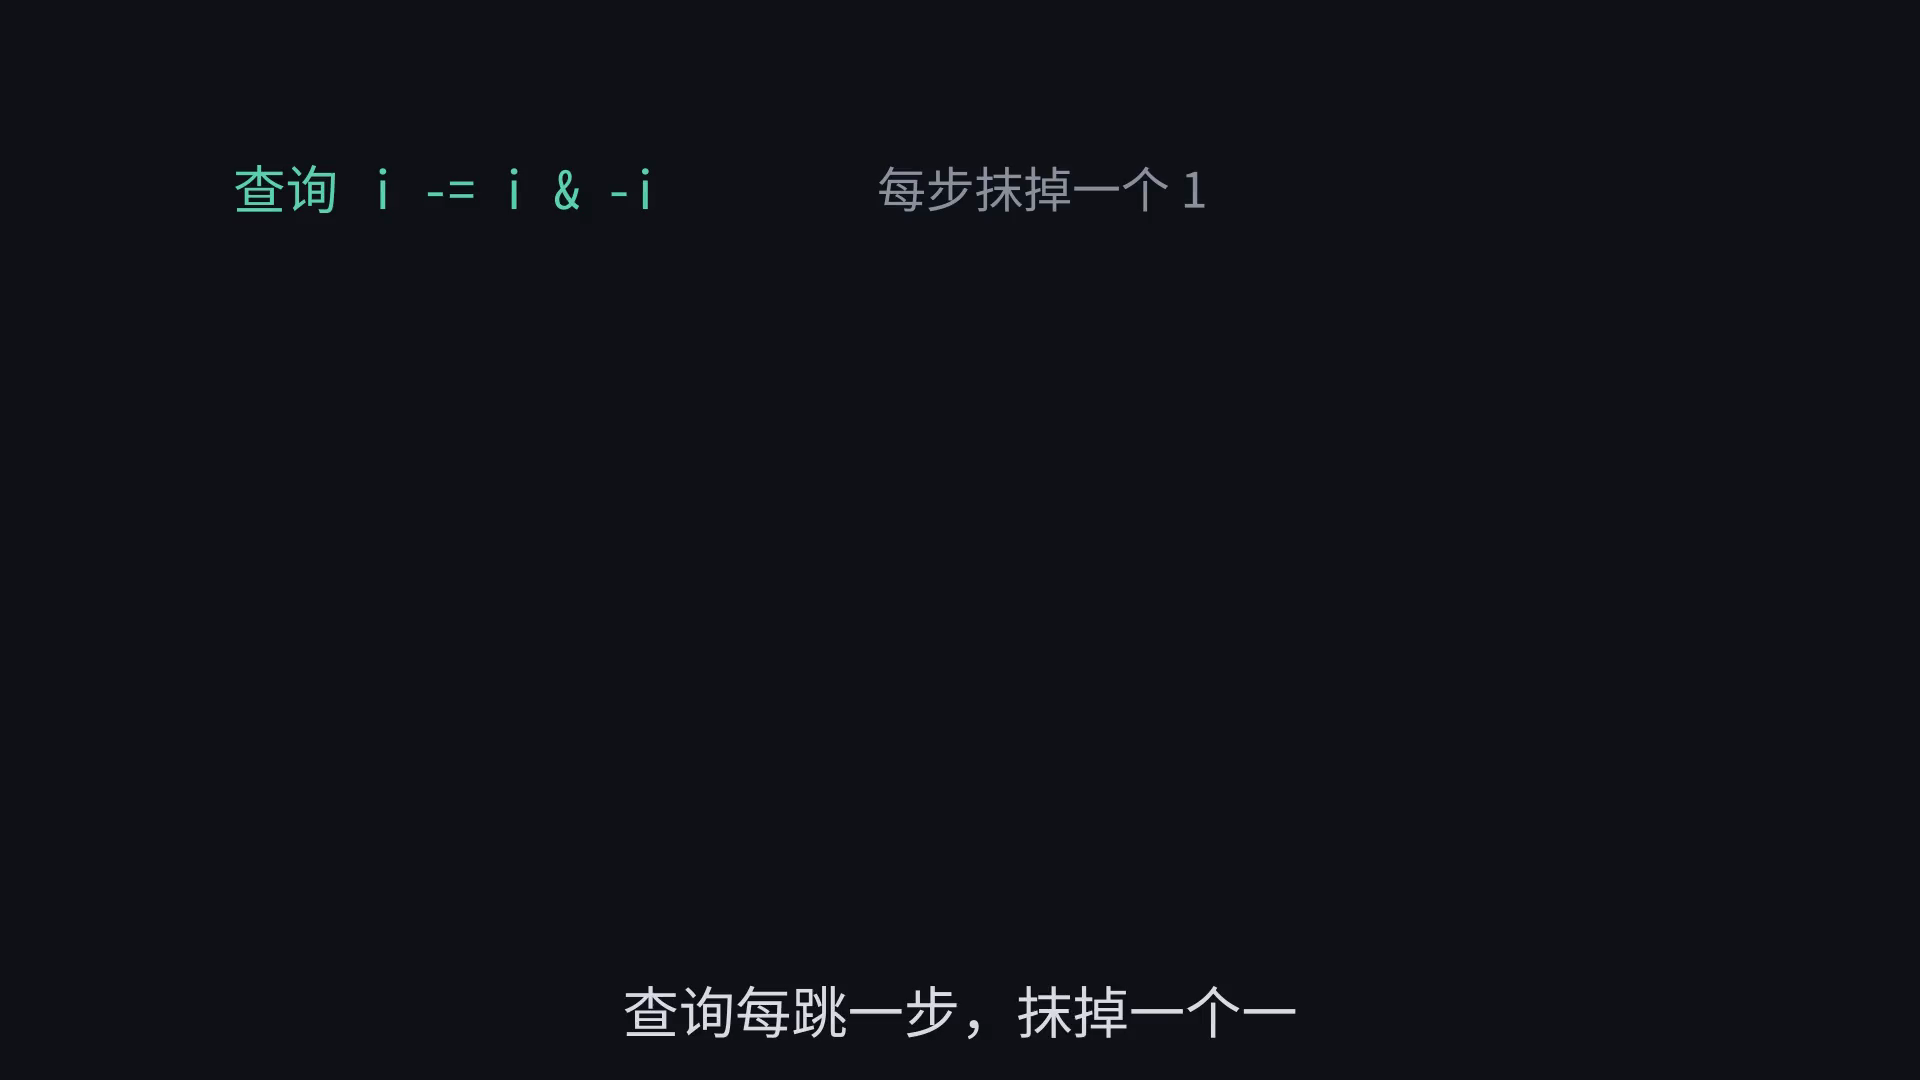 查询 i -= i & -i
每步抹掉一个 1
查询每跳一步，抹掉一个一